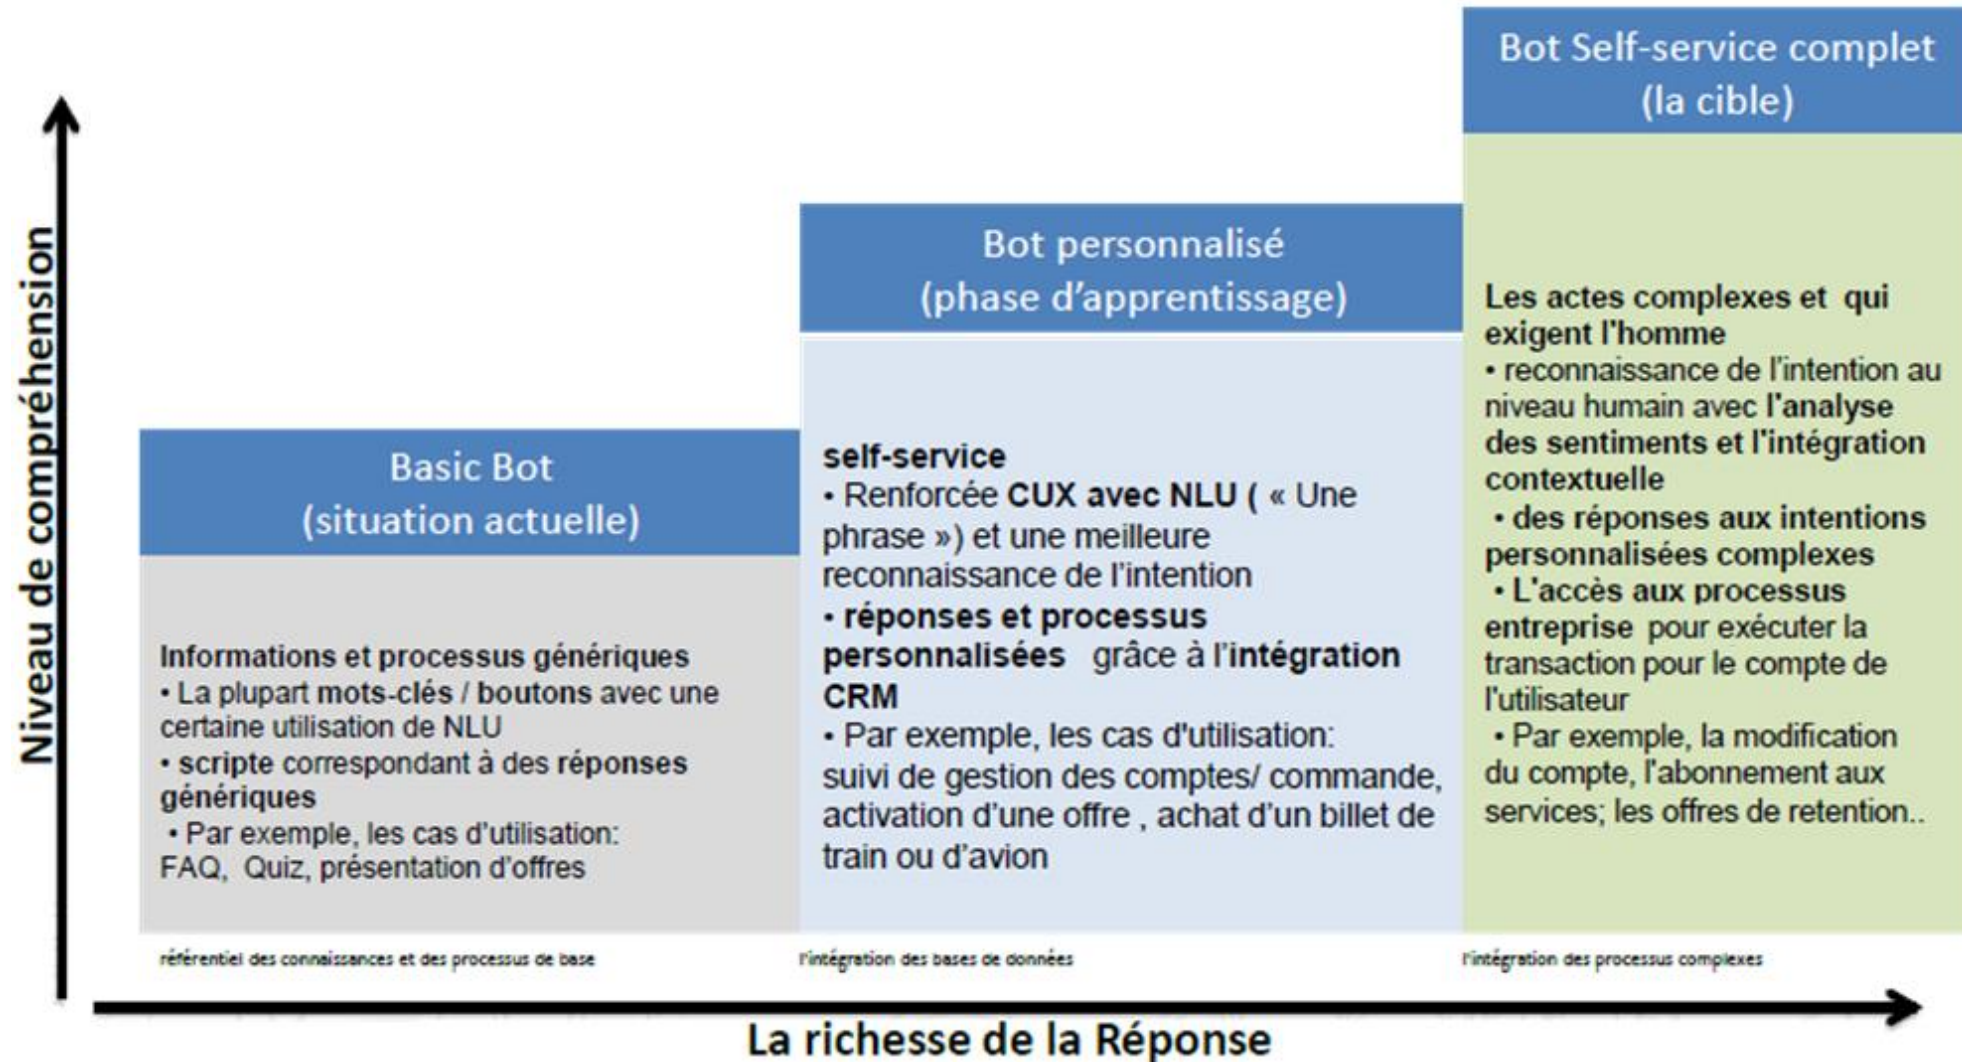 Niveau de compréhension
Basic Bot
(situation actuelle)
Informations et processus génériques
• La plupart mots-clés / boutons avec une
certaine utilisation de NLU
• scripte correspondant à des réponses
génériques
• Par exemple, les cas d'utilisation:
FAQ, Quiz, présentation d'offres
référentiel des connaissances et des processus de base
Bot personnalisé
(phase d'apprentissage)
self-service
• Renforcée CUX avec NLU ( « Une
phrase ») et une meilleure
reconnaissance de l'intention
• réponses et processus
personnalisées grâce à l'intégration
CRM
• Par exemple, les cas d'utilisation:
suivi de gestion des comptes/ commande,
activation d'une offre , achat d'un billet de
train ou d'avion
l'intégration des bases de données
Bot Self-service complet
(la cible)
Les actes complexes et qui
exigent l'homme
• reconnaissance de l'intention au
niveau humain avec l'analyse
des sentiments et l'intégration
contextuelle
• des réponses aux intentions
personnalisées complexes
• L'accès aux processus
entreprise pour exécuter la
transaction pour le compte de
l'utilisateur
• Par exemple, la modification
du compte, l'abonnement aux
services; les offres de retention..
l'intégration des processus complexes
La richesse de la Réponse